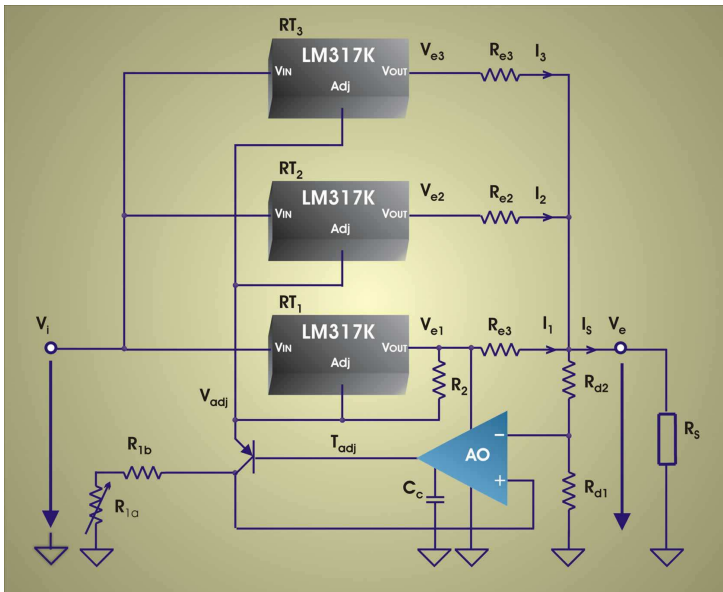 RT3
LM317K
VIN
VOUT
Adj
Ve3
Re3
I3
RT2
LM317K
VIN
VOUT
Adj
Ve2
Re2
I2
RT1
LM317K
VIN
VOUT
Adj
Ve1
Re3
I1
IS
Ve
Vi
R2
Rd2
Vadj
RS
R1b
Tadj
AO
−
+
R1a
Cc
Rd1